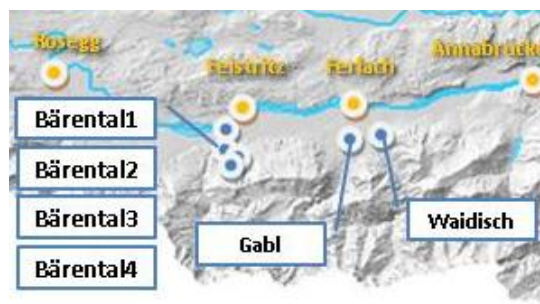 Rosegg
Feistritz
Ferlach
Annabrücke
Bärental1
Bärental2
Bärental3
Bärental4
Gabl
Waidisch